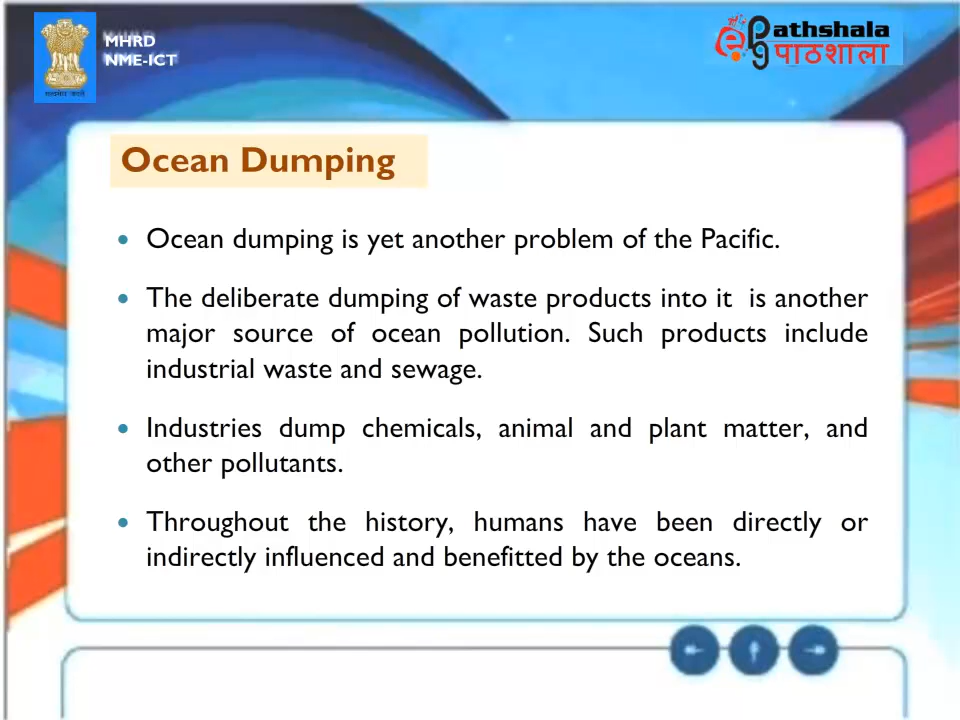 MHRD
NME-ICT
Pathshala
पाठशाला
Ocean Dumping
• Ocean dumping is yet another problem of the Pacific.
• The deliberate dumping of waste products into it is another
major source of ocean pollution. Such products include
industrial waste and sewage.
• Industries dump chemicals, animal and plant matter, and
other pollutants.
• Throughout the history, humans have been directly or
indirectly influenced and benefitted by the oceans.